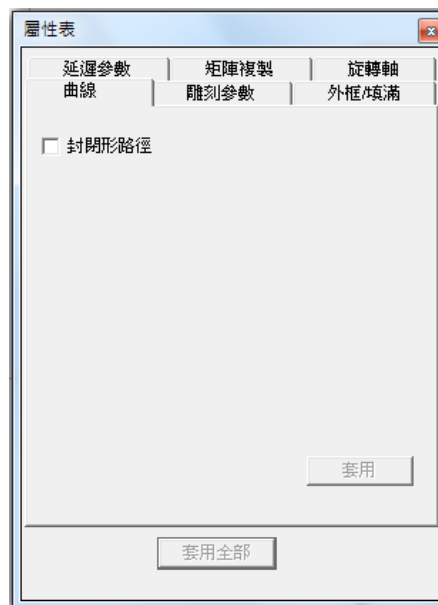 屬性表
延遲參數 矩陣複製 旋轉軸
曲線 雕刻參數 外框/填滿
封閉形路徑
套用
套用全部